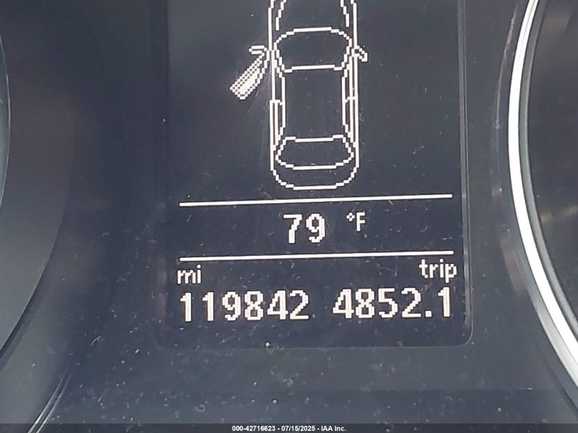 79 °F
mi trip
119842 4852.1
000-42716623 - 07/15/2025 - IAA Inc.